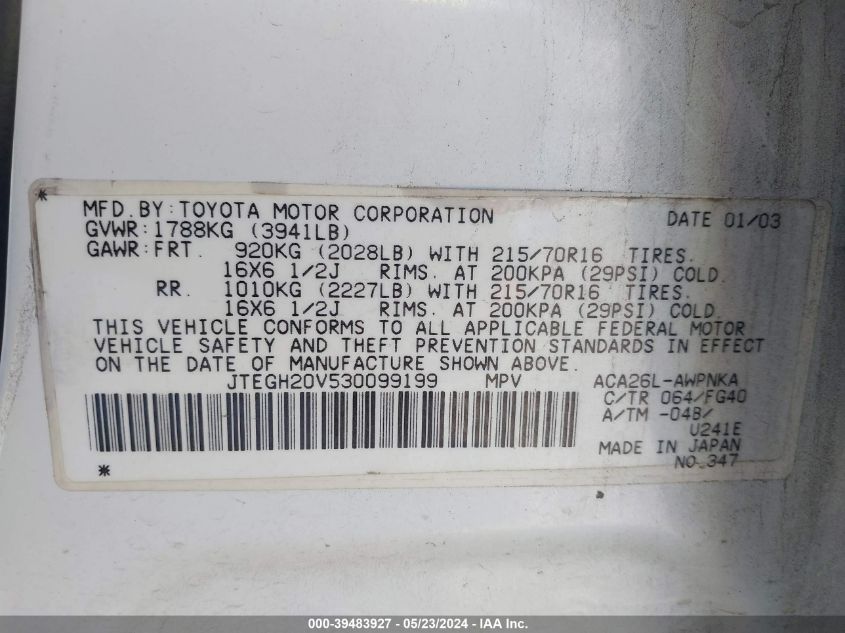 MFD.BY:TOYOTA MOTOR CORPORATION DATE 01/03
GVWR:1788KG (3941LB)
GAWR:FRT. 920KG (2028LB) WITH 215/70R16 TIRES.
16X6 1/2J RIMS. AT 200KPA (29PSI) COLD.
RR. 1010KG (2227LB) WITH 215/70R16 TIRES.
16X6 1/2J RIMS. AT 200KPA (29PSI) COLD.
THIS VEHICLE CONFORMS TO ALL APPLICABLE FEDERAL MOTOR
VEHICLE SAFETY AND THEFT PREVENTION STANDARDS IN EFFECT
ON THE DATE OF MANUFACTURE SHOWN ABOVE.
JTEGH20V530099199 MPV ACA26L-AWPNKA
C/TR 064/FG40
A/TM -04B/
U241E
MADE IN JAPAN
NO.347
000-39483927 - 05/23/2024 - IAA Inc.